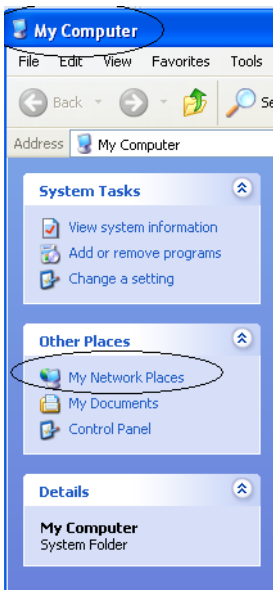 My Computer
File Edit View Favorites Tools
Back Se
Address My Computer
System Tasks
View system information
Add or remove programs
Change a setting
Other Places
My Network Places
My Documents
Control Panel
Details
My Computer
System Folder